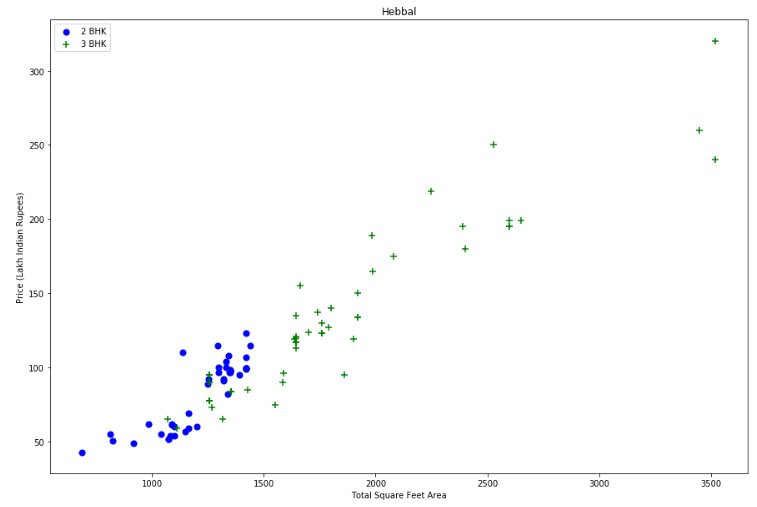 Hebbal
2 BHK
3 BHK
300
250
200
150
100
50
Price (Lakh Indian Rupees)
1000 1500 2000 2500 3000 3500
Total Square Feet Area